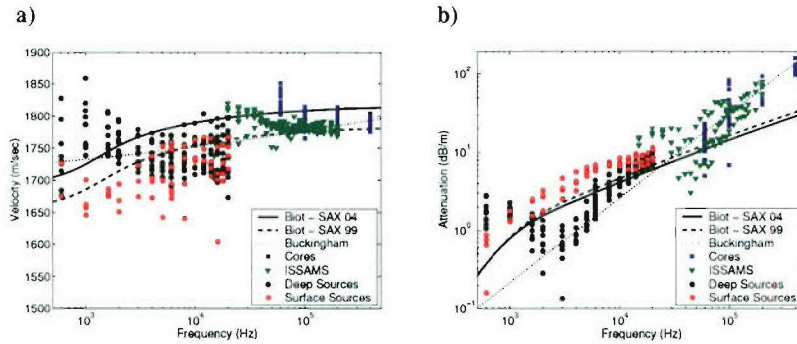 a)
1900
1850
1800
1750
1700
1650
1600
1550
1500
Velocity (m/sec)
10³
10⁴
10⁵
Frequency (Hz)
Biot – SAX 04
Biot – SAX 99
Buckingham
Cores
ISSAMS
Deep Sources
Surface Sources
b)
10²
10¹
10⁰
10⁻¹
Attenuation (dB/m)
10³
10⁴
10⁵
Frequency (Hz)
Biot – SAX 04
Biot – SAX 99
Buckingham
Cores
ISSAMS
Deep Sources
Surface Sources